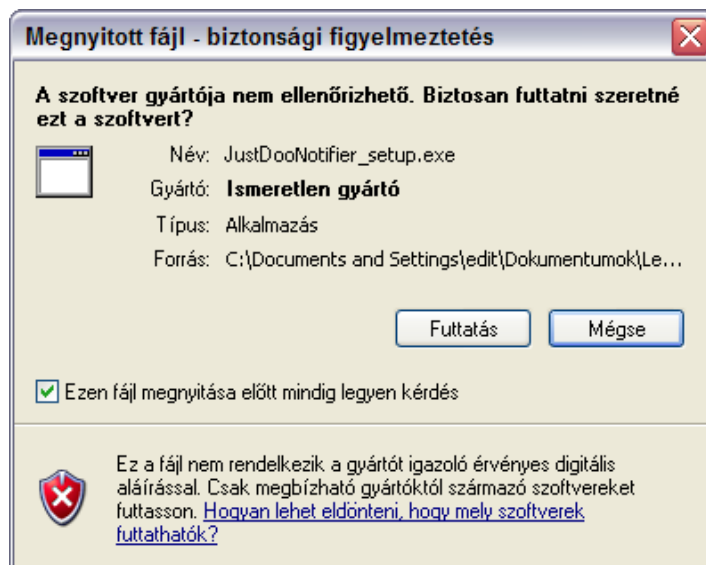 Megnyitott fájl - biztonsági figyelmeztetés
A szoftver gyártója nem ellenőrizhető. Biztosan futtatni szeretné
ezt a szoftvert?
Név: JustDooNotifier_setup.exe
Gyártó: Ismeretlen gyártó
Típus: Alkalmazás
Forrás: C:\Documents and Settings\edit\Dokumentumok\Le...
Futtatás Mégse
Ezen fájl megnyitása előtt mindig legyen kérdés
Ez a fájl nem rendelkezik a gyártót igazoló érvényes digitális
aláírással. Csak megbízható gyártóktól származó szoftvereket
futtasson. Hogyan lehet eldönteni, hogy mely szoftverek
futtathatók?